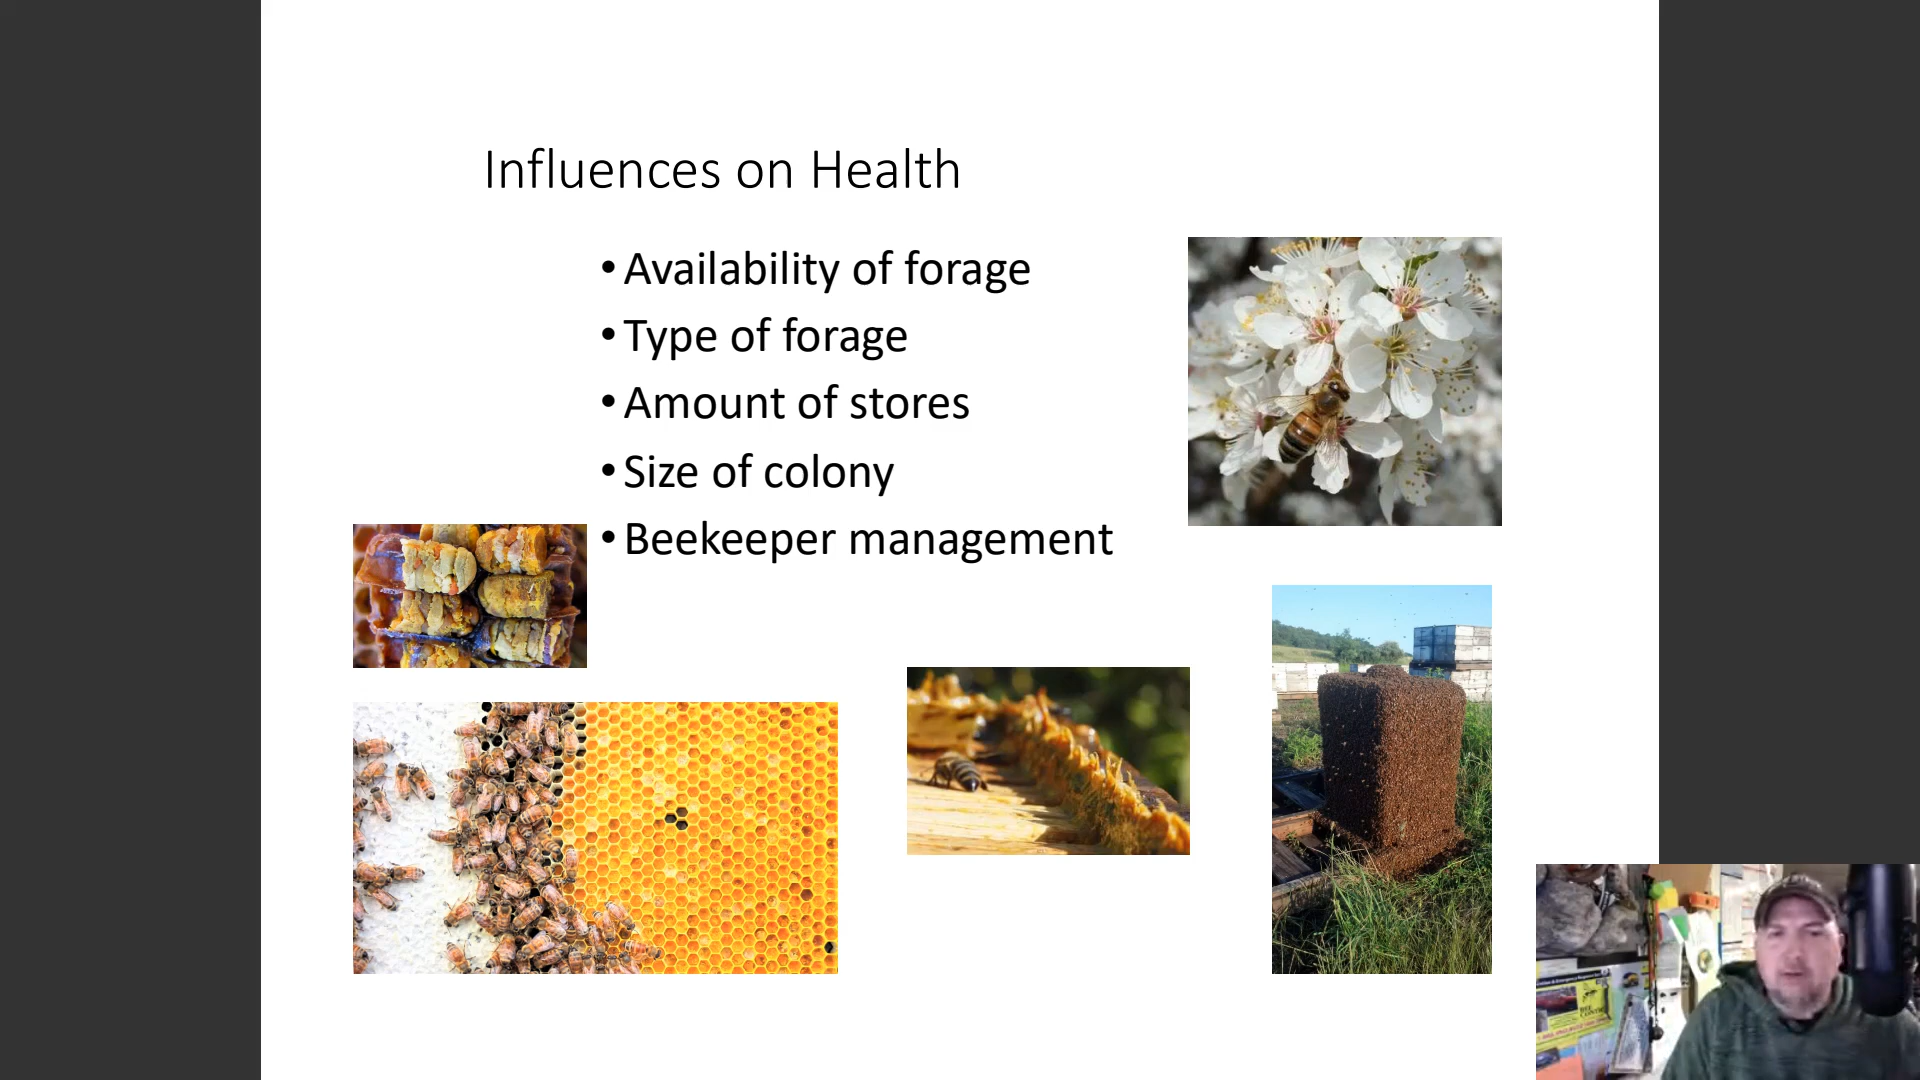 Influences on Health
• Availability of forage
• Type of forage
• Amount of stores
• Size of colony
• Beekeeper management